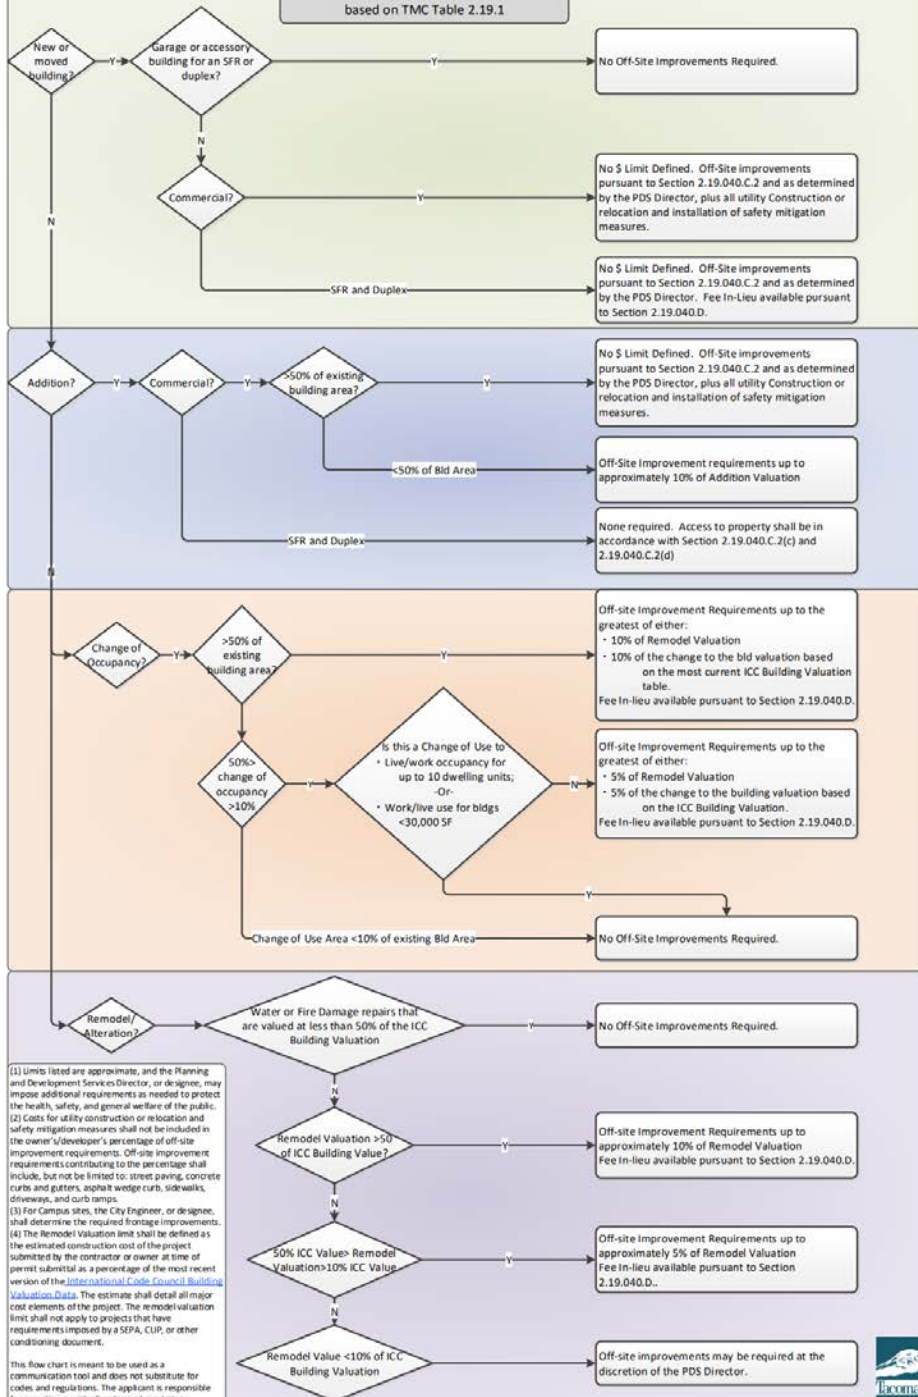 based on TMC Table 2.19.1
New or
moved
building?
Y
Garage or accessory
building for an SFR or
duplex?
Y
No Off-Site Improvements Required.
N
Commercial?
Y
No $ Limit Defined. Off-Site improvements
pursuant to Section 2.19.040.C.2 and as determined
by the PDS Director, plus all utility Construction or
relocation and installation of safety mitigation
measures.
N
SFR and Duplex
No $ Limit Defined. Off-Site improvements
pursuant to Section 2.19.040.C.2 and as determined
by the PDS Director. Fee In-Lieu available pursuant
to Section 2.19.040.D.
Addition?
Y
Commercial?
Y
>50% of existing
building area?
Y
No $ Limit Defined. Off-Site improvements
pursuant to Section 2.19.040.C.2 and as determined
by the PDS Director, plus all utility Construction or
relocation and installation of safety mitigation
measures.
<50% of Bld Area
Off-Site Improvement requirements up to
approximately 10% of Addition Valuation
SFR and Duplex
None required. Access to property shall be in
accordance with Section 2.19.040.C.2(c) and
2.19.040.C.2(d)
N
Change of
Occupancy?
Y
>50% of
existing
building area?
Y
Off-site Improvement Requirements up to the
greatest of either:
· 10% of Remodel Valuation
· 10% of the change to the bld valuation based
on the most current ICC Building Valuation
table.
Fee In-lieu available pursuant to Section 2.19.040.D.
50%>
change of
occupancy
>10%
Y
Is this a Change of Use to
· Live/work occupancy for
up to 10 dwelling units;
-Or-
· Work/live use for bldgs
<30,000 SF
N
Off-site Improvement Requirements up to the
greatest of either:
· 5% of Remodel Valuation
· 5% of the change to the building valuation based
on the ICC Building Valuation.
Fee In-lieu available pursuant to Section 2.19.040.D.
Y
Change of Use Area <10% of existing Bld Area
No Off-Site Improvements Required.
Remodel/
Alteration?
Water or Fire Damage repairs that
are valued at less than 50% of the ICC
Building Valuation
Y
No Off-Site Improvements Required.
N
Remodel Valuation >50
of ICC Building Value?
Y
Off-site Improvement Requirements up to
approximately 10% of Remodel Valuation
Fee In-lieu available pursuant to Section 2.19.040.D.
N
50% ICC Value> Remodel
Valuation>10% ICC Value
Y
Off-site Improvement Requirements up to
approximately 5% of Remodel Valuation
Fee In-lieu available pursuant to Section
2.19.040.D..
N
Remodel Value <10% of ICC
Building Valuation
Off-site improvements may be required at the
discretion of the PDS Director.
(1) Limits listed are approximate, and the Planning
and Development Services Director, or designee, may
impose additional requirements as needed to protect
the health, safety, and general welfare of the public.
(2) Costs for utility construction or relocation and
safety mitigation measures shall not be included in
the owner's/developer's percentage of off-site
improvement requirements. Off-site improvement
requirements contributing to the percentage shall
include, but not be limited to: street paving, concrete
curbs and gutters, asphalt wedge curb, sidewalks,
driveways, and curb ramps.
(3) For Campus sites, the City Engineer, or designee,
shall determine the required frontage improvements.
(4) The Remodel Valuation limit shall be defined as
the estimated construction cost of the project
submitted by the contractor or owner at time of
permit submittal as a percentage of the most recent
version of the International Code Council Building
Valuation Data. The estimate shall detail all major
cost elements of the project. The remodel valuation
limit shall not apply to projects that have
requirements imposed by a SEPA, CUP, or other
conditioning document.
This flow chart is meant to be used as a
communication tool and does not substitute for
codes and regulations. The applicant is responsible
Tacoma